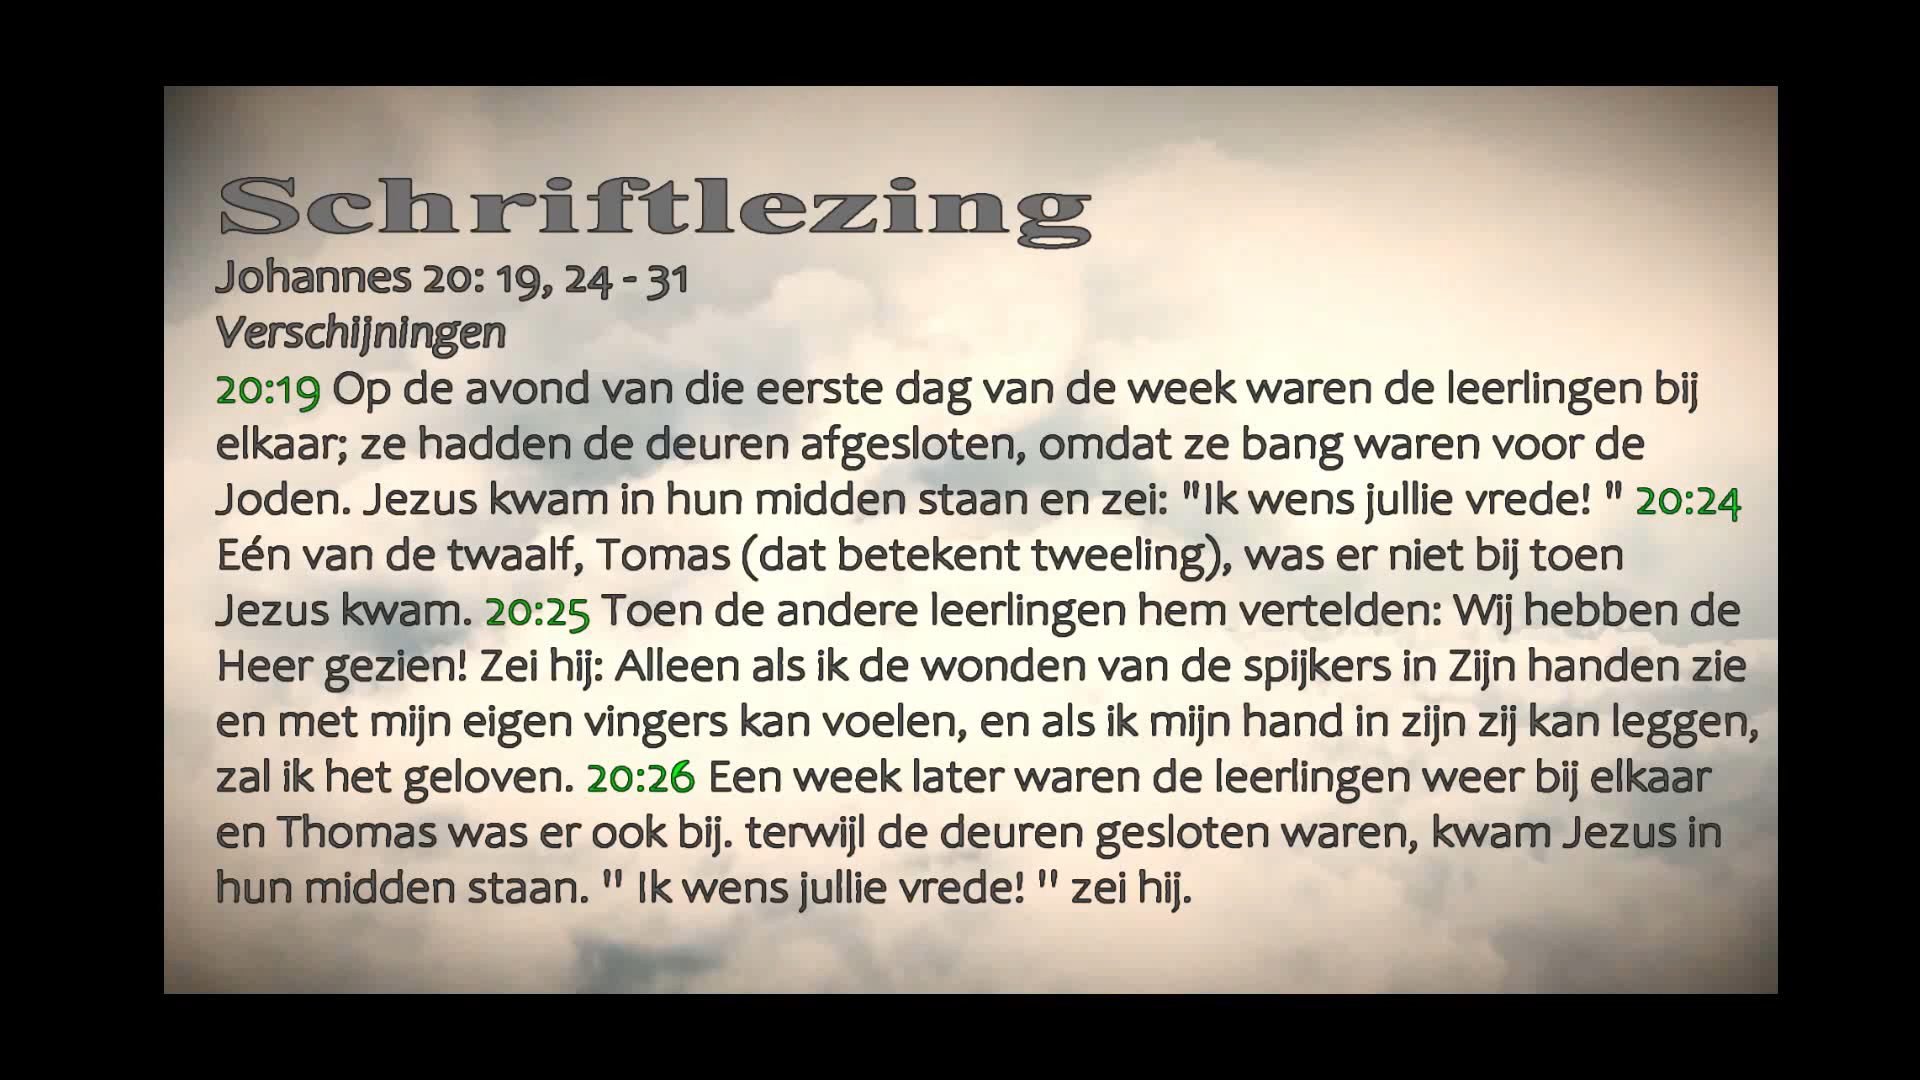 Schriftlezing
Johannes 20: 19, 24 - 31
Verschijningen
20:19 Op de avond van die eerste dag van de week waren de leerlingen bij
elkaar; ze hadden de deuren afgesloten, omdat ze bang waren voor de
Joden. Jezus kwam in hun midden staan en zei: "Ik wens jullie vrede! " 20:24
Eén van de twaalf, Tomas (dat betekent tweeling), was er niet bij toen
Jezus kwam. 20:25 Toen de andere leerlingen hem vertelden: Wij hebben de
Heer gezien! Zei hij: Alleen als ik de wonden van de spijkers in Zijn handen zie
en met mijn eigen vingers kan voelen, en als ik mijn hand in zijn zij kan leggen,
zal ik het geloven. 20:26 Een week later waren de leerlingen weer bij elkaar
en Thomas was er ook bij. terwijl de deuren gesloten waren, kwam Jezus in
hun midden staan. " Ik wens jullie vrede! " zei hij.